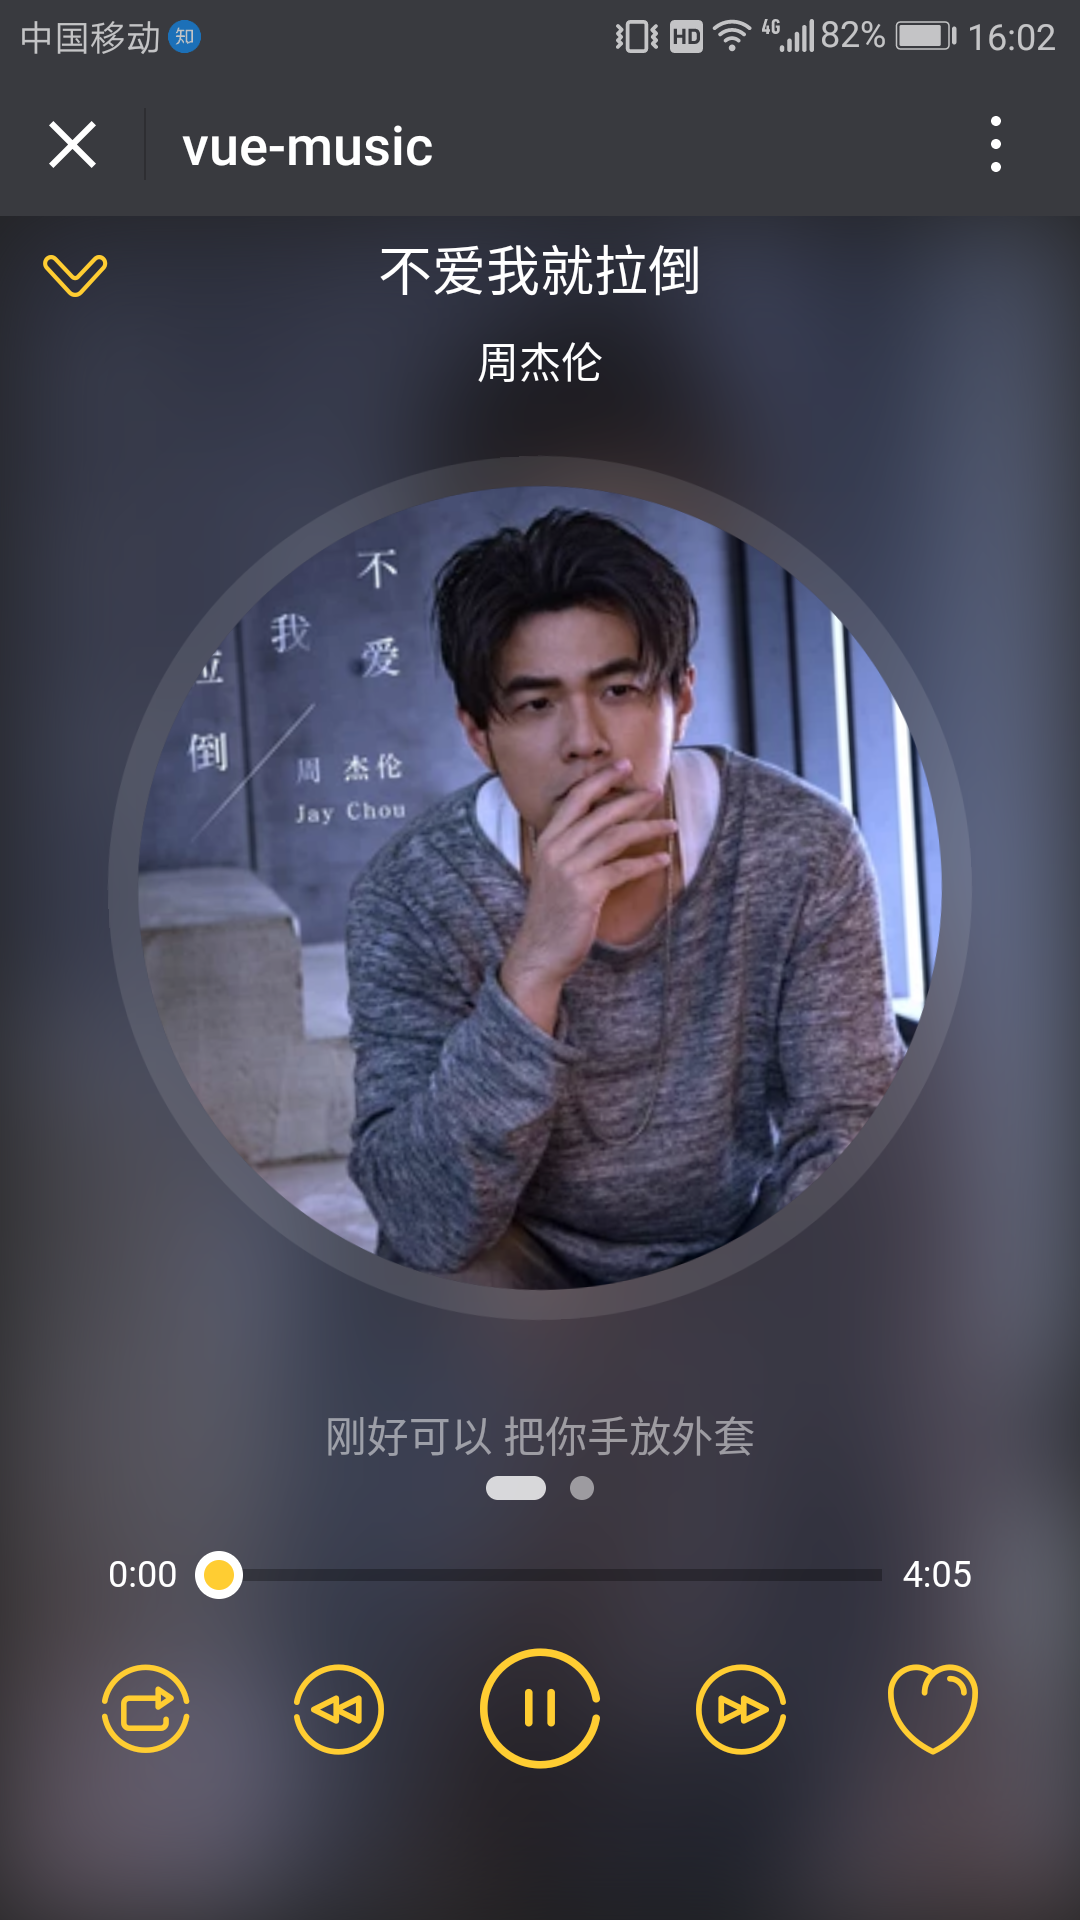 中国移动 知 HD 4G 82% 16:02
vue-music
不爱我就拉倒
周杰伦
不
我
爱
拉
倒
周 杰伦
Jay Chou
刚好可以 把你手放外套
0:00 4:05